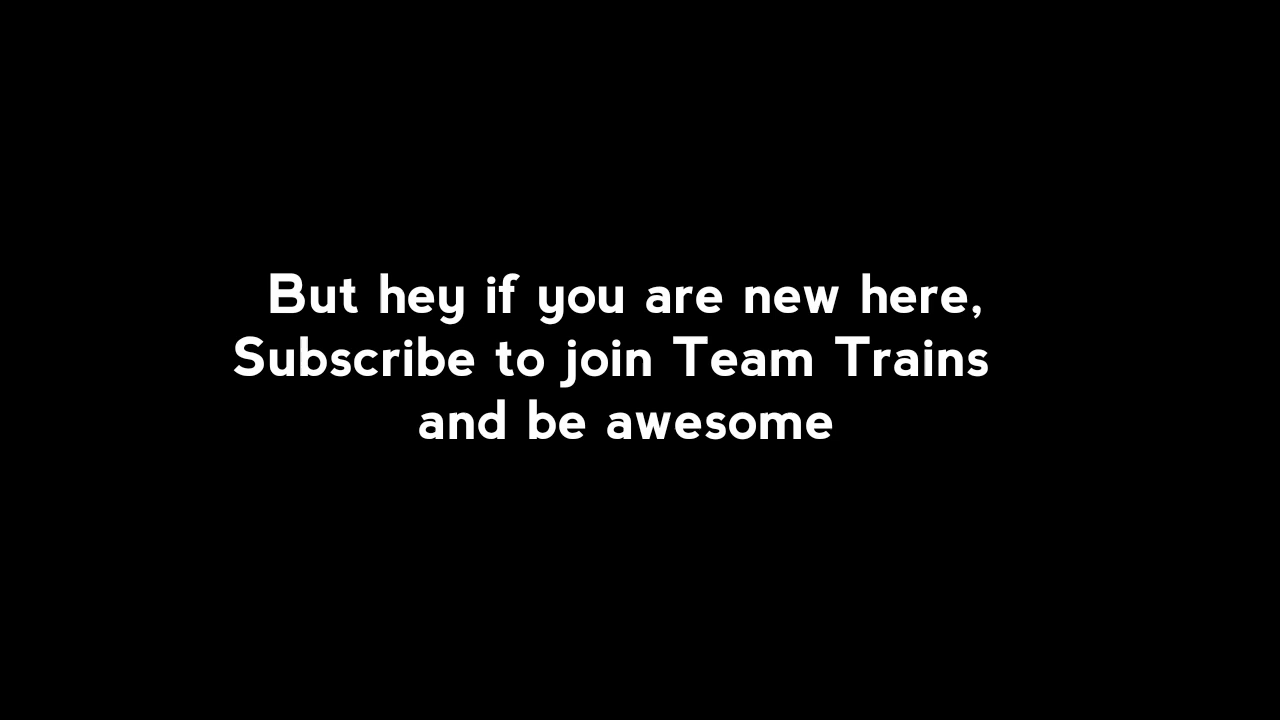 But hey if you are new here,
Subscribe to join Team Trains
and be awesome